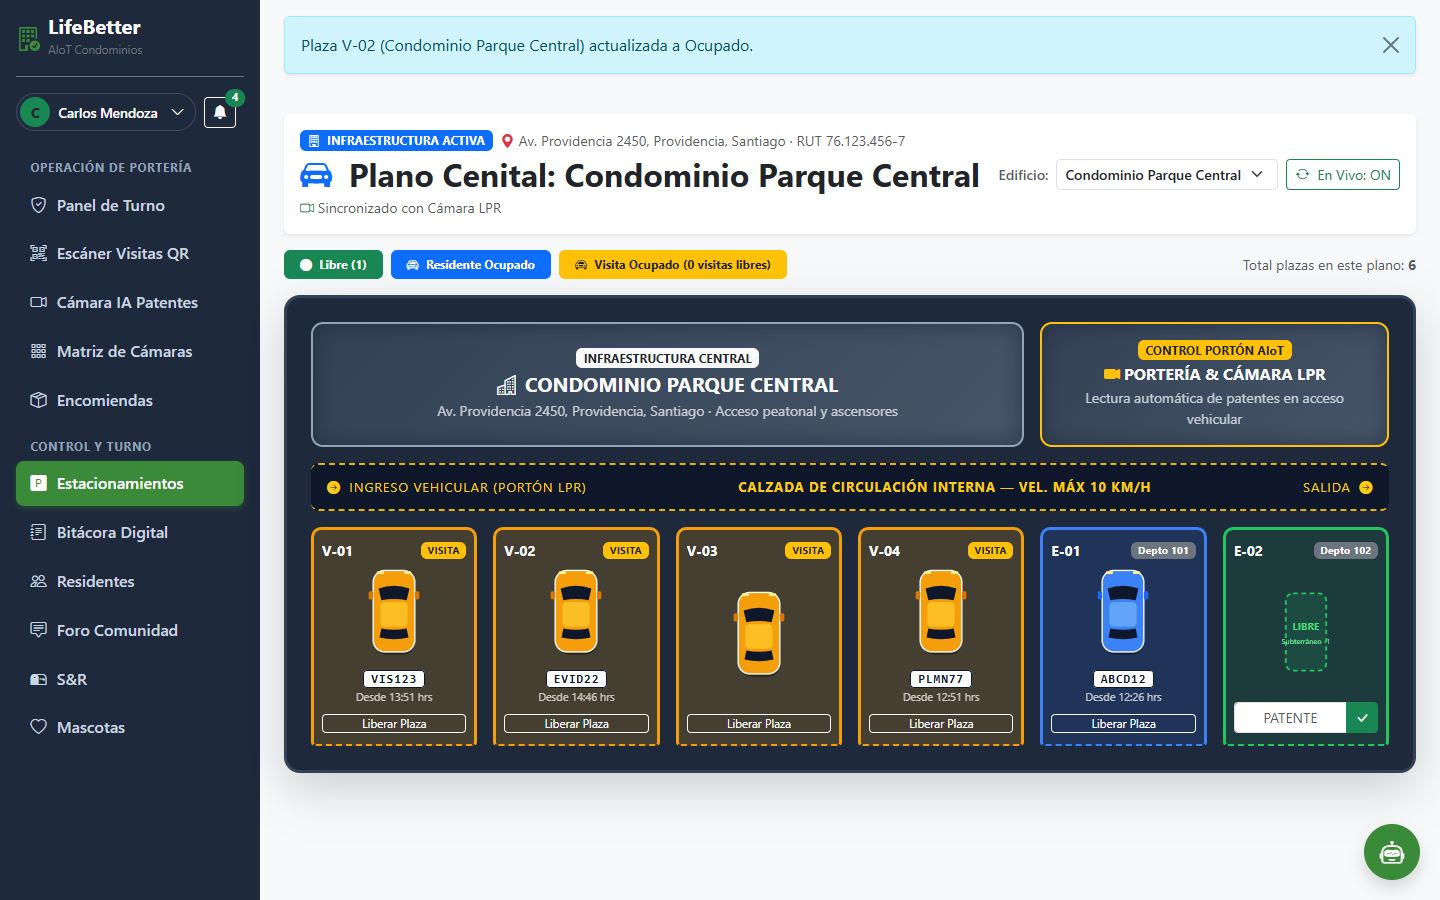 LifeBetter
AIoT Condominios
C
Carlos Mendoza
4
OPERACIÓN DE PORTERÍA
Panel de Turno
Escáner Visitas QR
Cámara IA Patentes
Matriz de Cámaras
Encomiendas
CONTROL Y TURNO
P
Estacionamientos
Bitácora Digital
Residentes
Foro Comunidad
S&R
Mascotas
Plaza V-02 (Condominio Parque Central) actualizada a Ocupado.
INFRAESTRUCTURA ACTIVA
Av. Providencia 2450, Providencia, Santiago · RUT 76.123.456-7
Plano Cenital: Condominio Parque Central
Edificio:
Condominio Parque Central
En Vivo: ON
Sincronizado con Cámara LPR
Libre (1)
Residente Ocupado
Visita Ocupado (0 visitas libres)
Total plazas en este plano: 6
INFRAESTRUCTURA CENTRAL
CONDOMINIO PARQUE CENTRAL
Av. Providencia 2450, Providencia, Santiago · Acceso peatonal y ascensores
CONTROL PORTÓN AIoT
PORTERÍA & CÁMARA LPR
Lectura automática de patentes en acceso
vehicular
INGRESO VEHICULAR (PORTÓN LPR)
CALZADA DE CIRCULACIÓN INTERNA — VEL. MÁX 10 KM/H
SALIDA
V-01
VISITA
VIS123
Desde 13:51 hrs
Liberar Plaza
V-02
VISITA
EVID22
Desde 14:46 hrs
Liberar Plaza
V-03
VISITA
Liberar Plaza
V-04
VISITA
PLMN77
Desde 12:51 hrs
Liberar Plaza
E-01
Depto 101
ABCD12
Desde 12:26 hrs
Liberar Plaza
E-02
Depto 102
LIBRE
Subterráneo -1
PATENTE